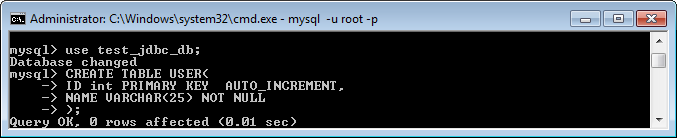 Administrator: C:\Windows\system32\cmd.exe - mysql -u root -p
mysql> use test_jdbc_db;
Database changed
mysql> CREATE TABLE USER(
    -> ID int PRIMARY KEY  AUTO_INCREMENT,
    -> NAME VARCHAR(25) NOT NULL
    -> );
Query OK, 0 rows affected (0.01 sec)